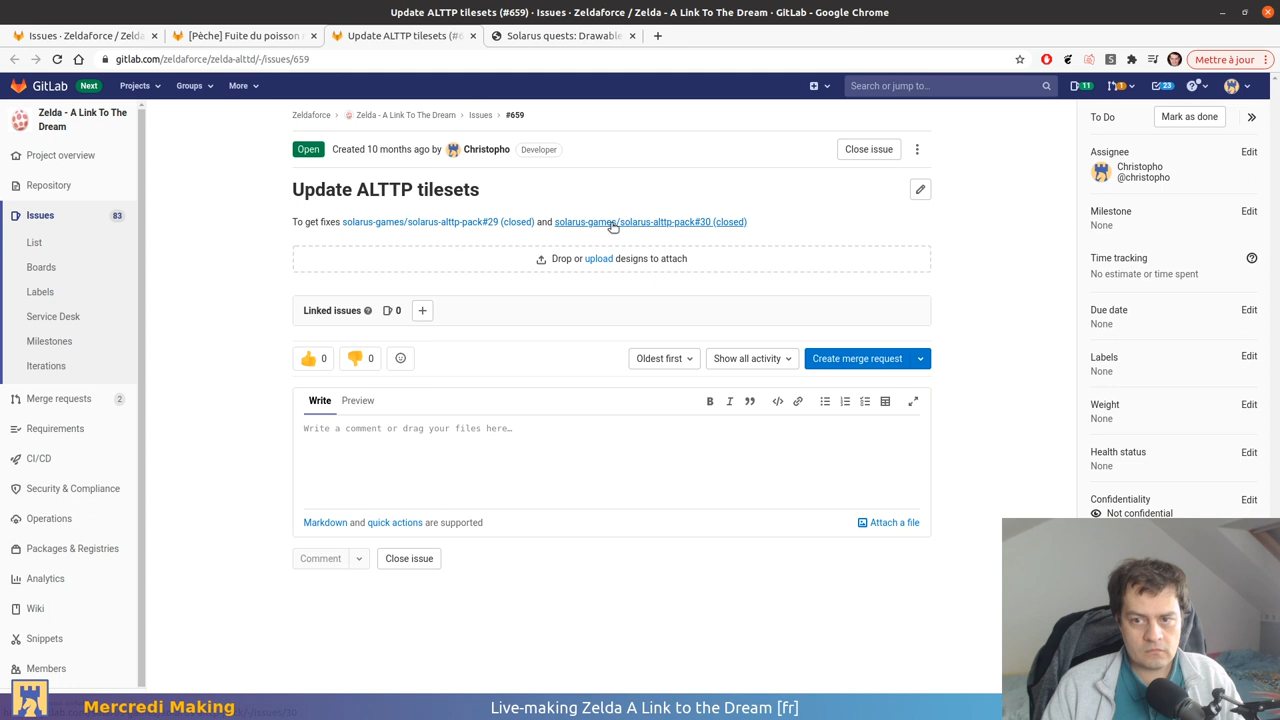 Update ALTTP tilesets (#659) · Issues · Zeldaforce / Zelda - A Link To The Dream · GitLab - Google Chrome
Issues · Zeldaforce / Zelda
[Pêche] Fuite du poisson
Update ALTTP tilesets (#6
Solarus quests: Drawable
gitlab.com/zeldaforce/zelda-alttd/-/issues/659
Mettre à jour
GitLab Next Projects Groups More Search or jump to... 11 1 23
Zelda - A Link To The Dream
Project overview
Repository
Issues 83
List
Boards
Labels
Service Desk
Milestones
Iterations
Merge requests 2
Requirements
CI/CD
Security & Compliance
Operations
Packages & Registries
Analytics
Wiki
Snippets
Members
Zeldaforce > Zelda - A Link To The Dream > Issues > #659
Open Created 10 months ago by Christopho Developer Close issue
Update ALTTP tilesets
To get fixes solarus-games/solarus-alttp-pack#29 (closed) and solarus-games/solarus-alttp-pack#30 (closed)
Drop or upload designs to attach
Linked issues 0
0 0 Oldest first Show all activity Create merge request
Write Preview
Write a comment or drag your files here…
Markdown and quick actions are supported Attach a file
Comment Close issue
To Do Mark as done
Assignee Edit
Christopho
@christopho
Milestone Edit
None
Time tracking
No estimate or time spent
Due date Edit
None
Labels Edit
None
Weight Edit
None
Health status Edit
None
Confidentiality Edit
Not confidential
Mercredi Making
Live-making Zelda A Link to the Dream [fr]